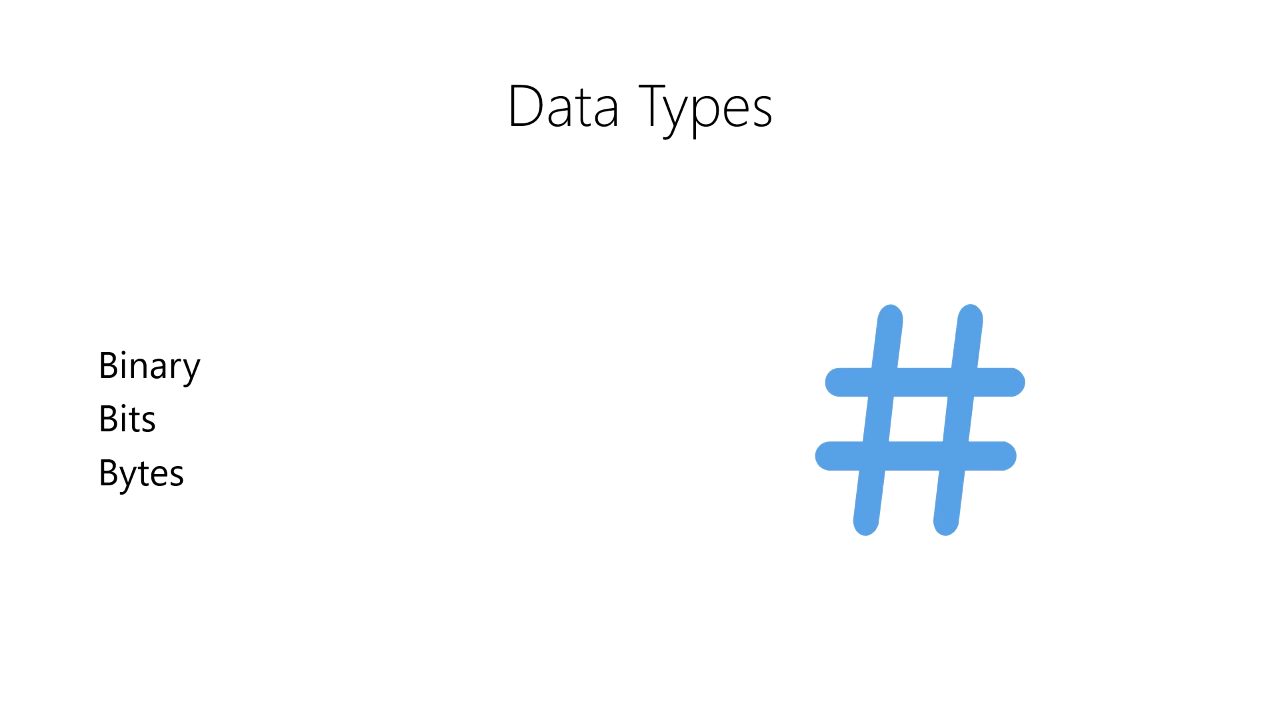 Data Types
Binary
Bits
Bytes
#